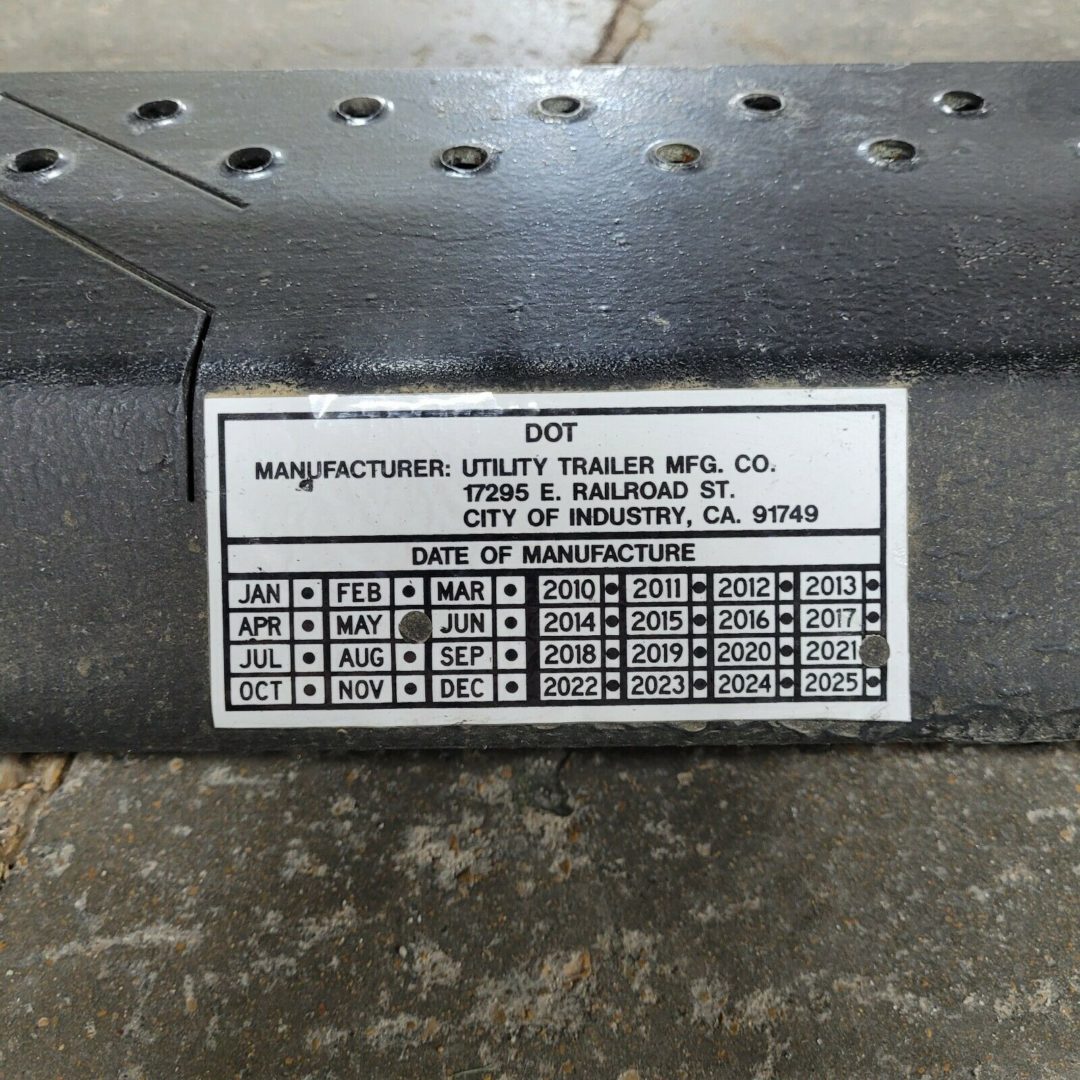 DOT
MANUFACTURER: UTILITY TRAILER MFG. CO.
17295 E. RAILROAD ST.
CITY OF INDUSTRY, CA. 91749
DATE OF MANUFACTURE
JAN FEB MAR 2010 2011 2012 2013
APR MAY JUN 2014 2015 2016 2017
JUL AUG SEP 2018 2019 2020 2021
OCT NOV DEC 2022 2023 2024 2025